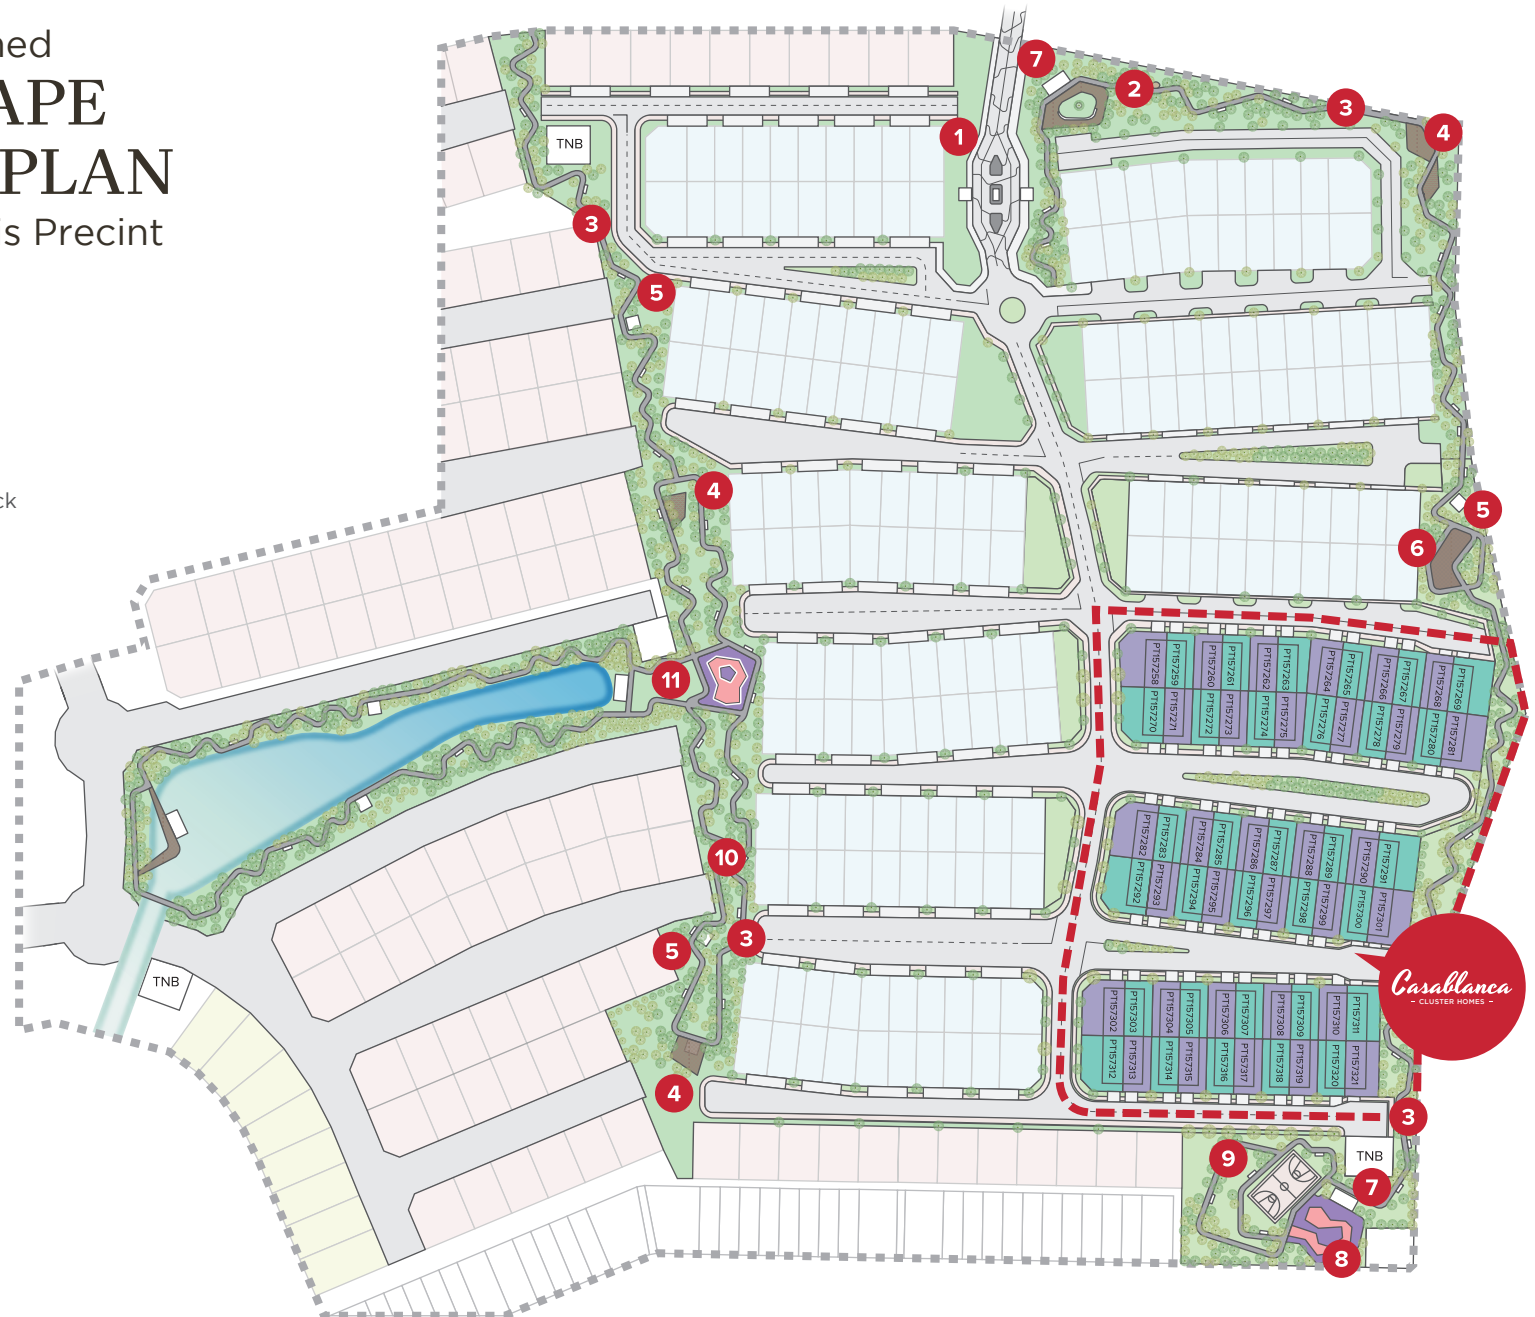 ned
APE
PLAN
's Precint
ck
7
2
3
4
1
TNB
3
5
4
5
6
11
PT157258
PT157259
PT157260
PT157261
PT157262
PT157263
PT157264
PT157265
PT157266
PT157267
PT157268
PT157269
PT157270
PT157271
PT157272
PT157273
PT157274
PT157275
PT157276
PT157277
PT157278
PT157279
PT157280
PT157281
PT157282
PT157283
PT157284
PT157285
PT157286
PT157287
PT157288
PT157289
PT157290
PT157291
10
PT157292
PT157293
PT157294
PT157295
PT157296
PT157297
PT157298
PT157299
PT157300
PT157301
5
3
TNB
Casablanca
– CLUSTER HOMES –
PT157302
PT157303
PT157304
PT157305
PT157306
PT157307
PT157308
PT157309
PT157310
PT157311
PT157312
PT157313
PT157314
PT157315
PT157316
PT157317
PT157318
PT157319
PT157320
PT157321
4
3
9
TNB
7
8